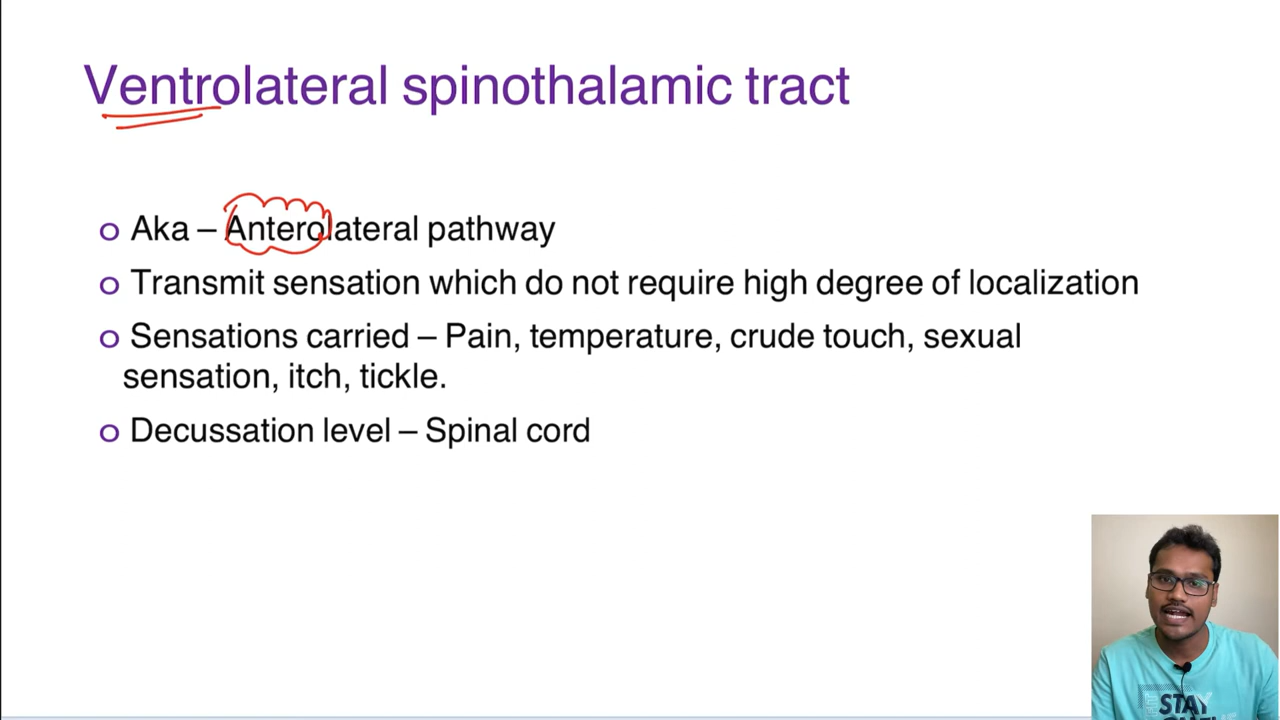 Ventrolateral spinothalamic tract
o Aka – Anterolateral pathway
o Transmit sensation which do not require high degree of localization
o Sensations carried – Pain, temperature, crude touch, sexual
sensation, itch, tickle.
o Decussation level – Spinal cord
STAY